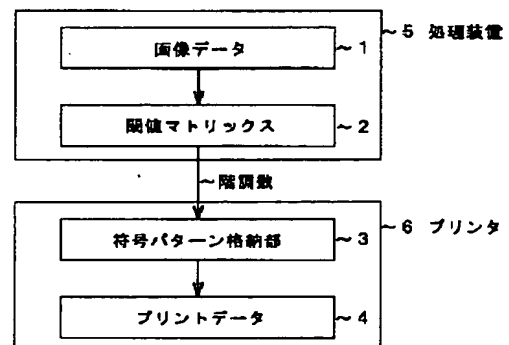 ~5 処理装置
画像データ ~1
閾値マトリックス ~2
~階調数
~6 プリンタ
符号パターン格納部 ~3
プリントデータ ~4